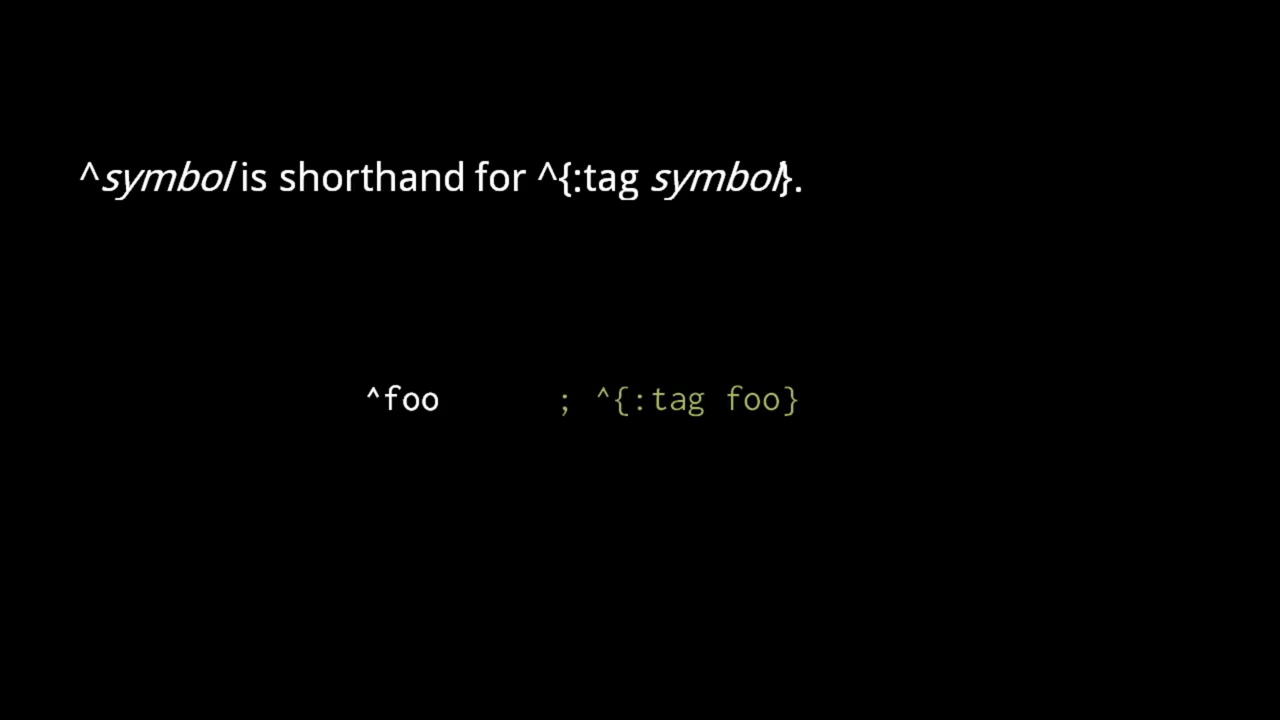 ^symbol is shorthand for ^{:tag symbol}.
^foo ; ^{:tag foo}